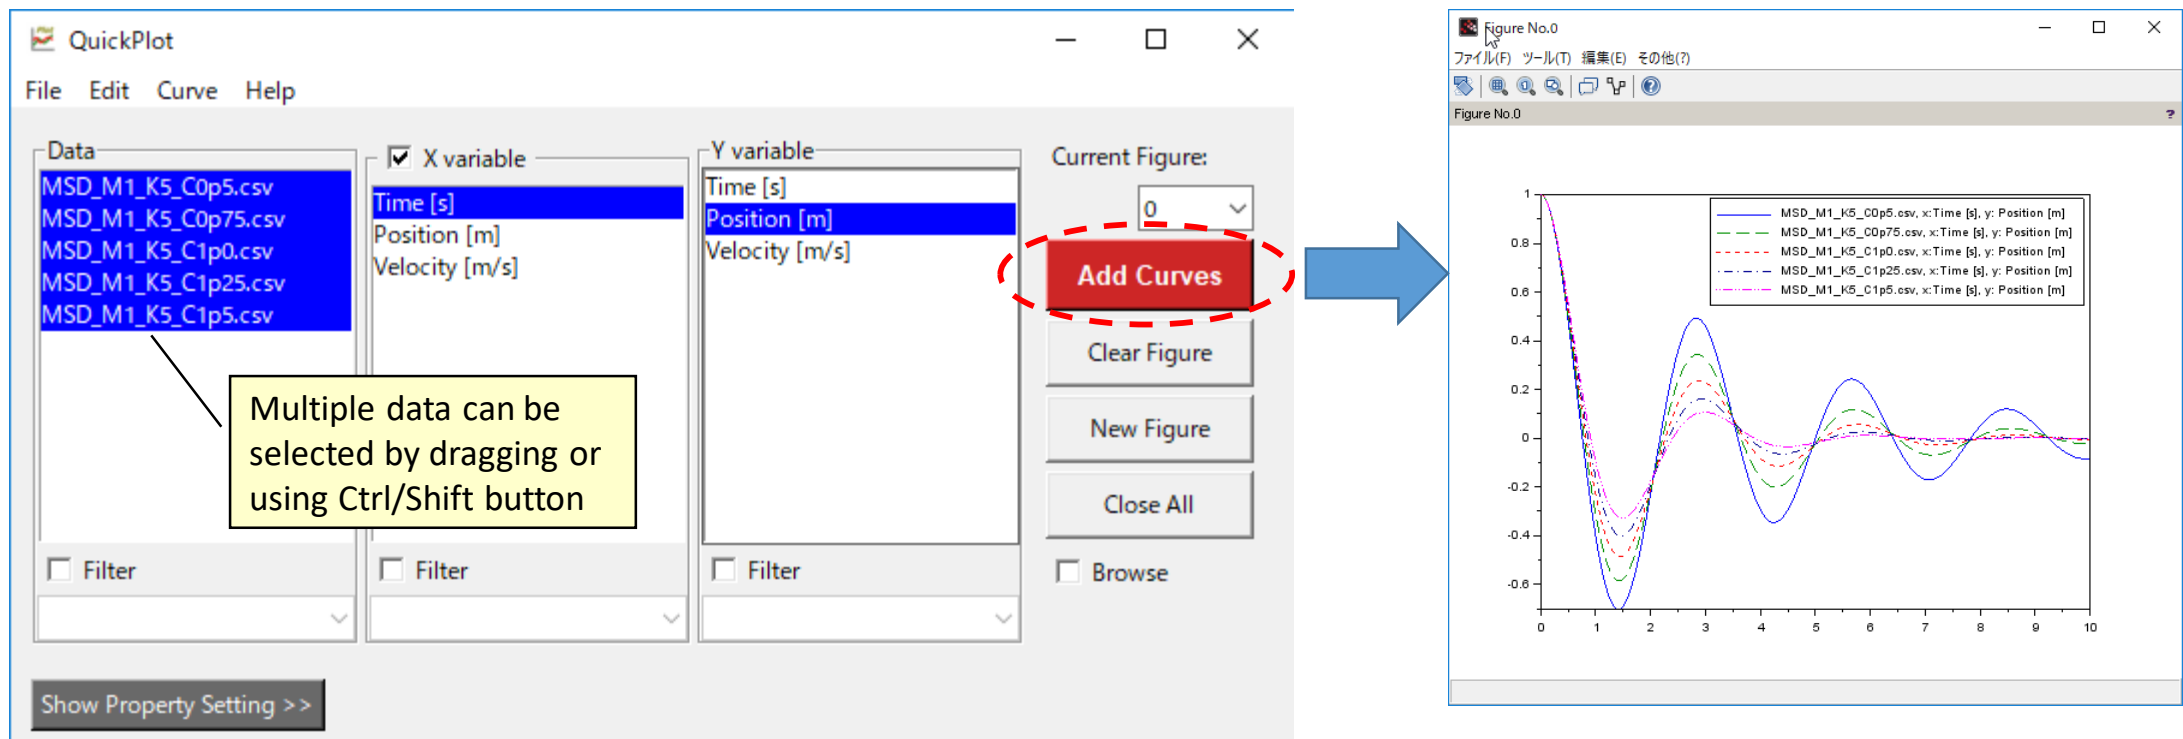 QuickPlot
File Edit Curve Help
Data
MSD_M1_K5_C0p5.csv
MSD_M1_K5_C0p75.csv
MSD_M1_K5_C1p0.csv
MSD_M1_K5_C1p25.csv
MSD_M1_K5_C1p5.csv
Multiple data can be
selected by dragging or
using Ctrl/Shift button
Filter
X variable
Time [s]
Position [m]
Velocity [m/s]
Filter
Y variable
Time [s]
Position [m]
Velocity [m/s]
Filter
Current Figure:
0
Add Curves
Clear Figure
New Figure
Close All
Browse
Show Property Setting >>
Figure No.0
ファイル(F) ツール(T) 編集(E) その他(?)
Figure No.0 ?
MSD_M1_K5_C0p5.csv, x:Time [s], y: Position [m]
MSD_M1_K5_C0p75.csv, x:Time [s], y: Position [m]
MSD_M1_K5_C1p0.csv, x:Time [s], y: Position [m]
MSD_M1_K5_C1p25.csv, x:Time [s], y: Position [m]
MSD_M1_K5_C1p5.csv, x:Time [s], y: Position [m]
1
0.8
0.6
0.4
0.2
0
-0.2
-0.4
-0.6
0 1 2 3 4 5 6 7 8 9 10